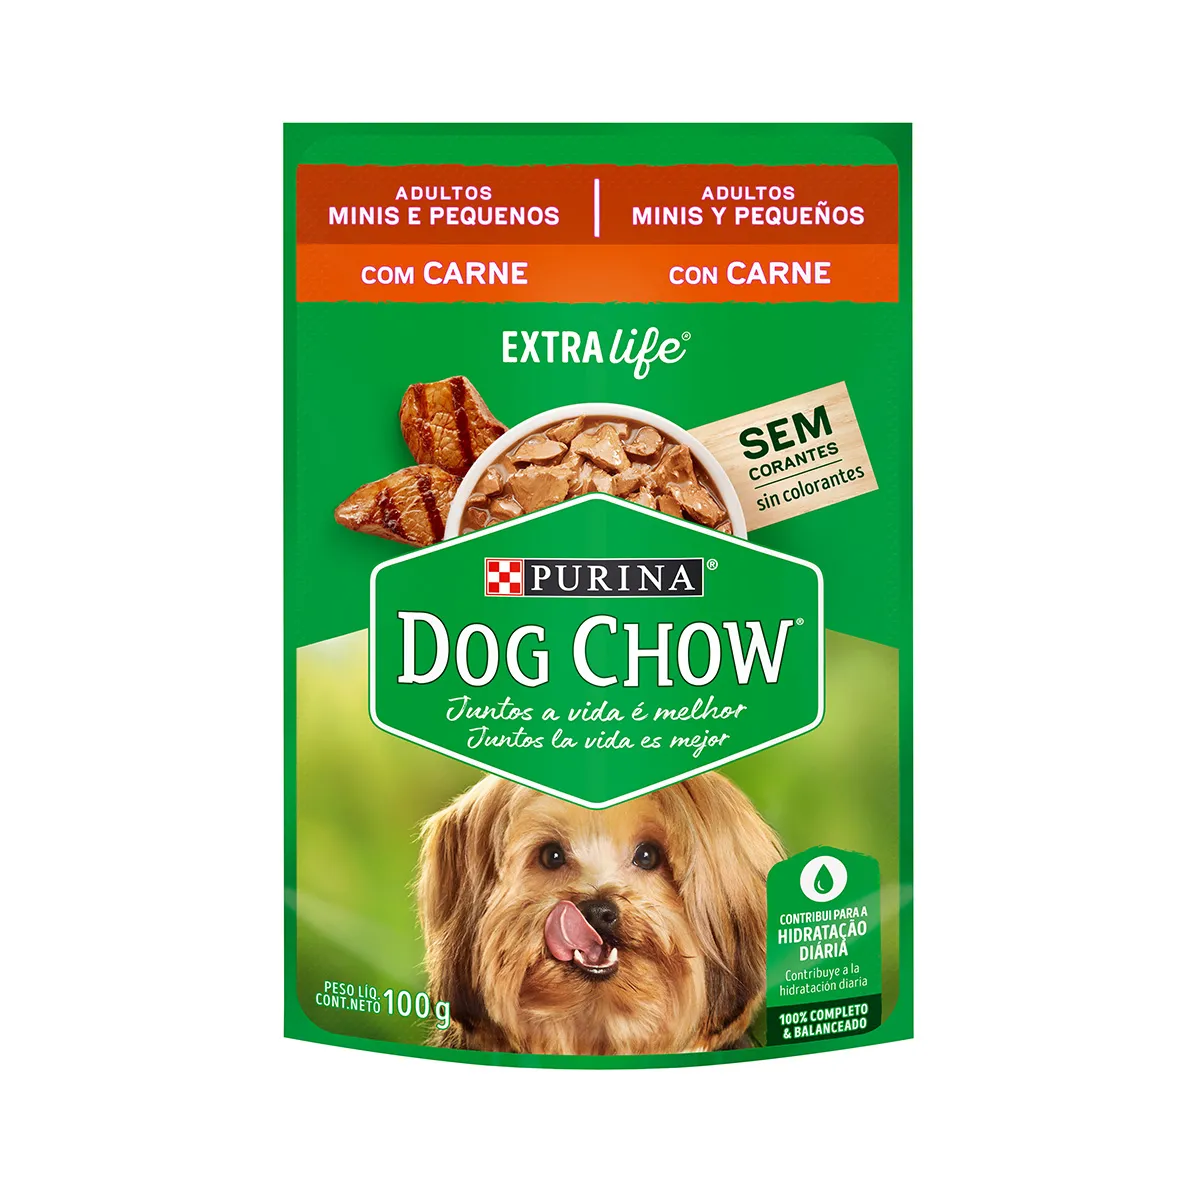 ADULTOS
MINIS E PEQUENOS
ADULTOS
MINIS Y PEQUEÑOS
COM CARNE
CON CARNE
EXTRA life®
SEM
CORANTES
sin colorantes
PURINA®
DOG CHOW®
Juntos a vida é melhor
Juntos la vida es mejor
CONTRIBUI PARA A
HIDRATAÇÃO
DIÁRIA
Contribuye a la
hidratación diaria
100% COMPLETO
& BALANCEADO
PESO LÍQ.
CONT.NETO 100 g